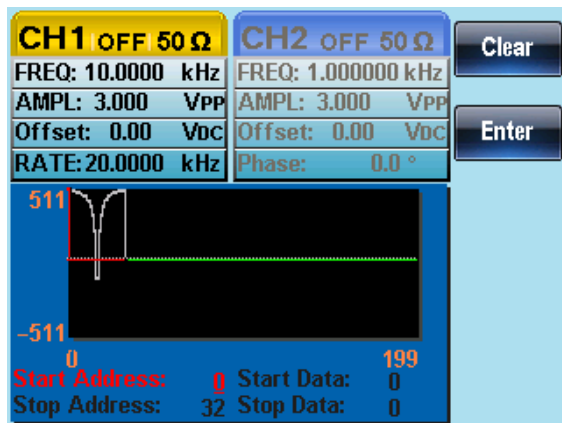 CH1 OFF 50 Ω
FREQ: 10.0000 kHz
AMPL: 3.000 VPP
Offset: 0.00 VDC
RATE: 20.0000 kHz
CH2 OFF 50 Ω
FREQ: 1.000000 kHz
AMPL: 3.000 VPP
Offset: 0.00 VDC
Phase: 0.0 °
Clear
Enter
511
-511
0 199
Start Address: 0 Start Data: 0
Stop Address: 32 Stop Data: 0